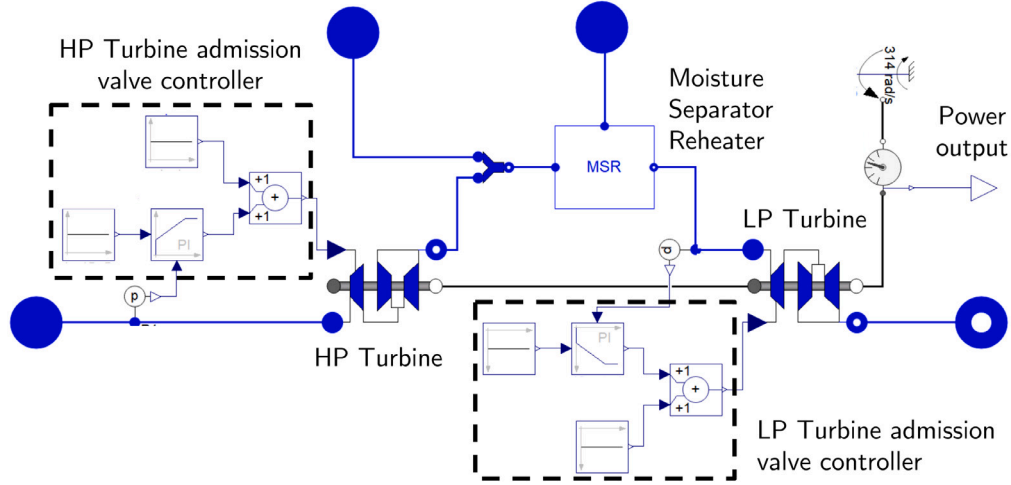 HP Turbine admission
valve controller
314 rad/s
Moisture
Separator
Reheater
Power
output
MSR
+1
+
+1
PI
LP Turbine
p
p
HP Turbine
PI
+1
+
+1
LP Turbine admission
valve controller